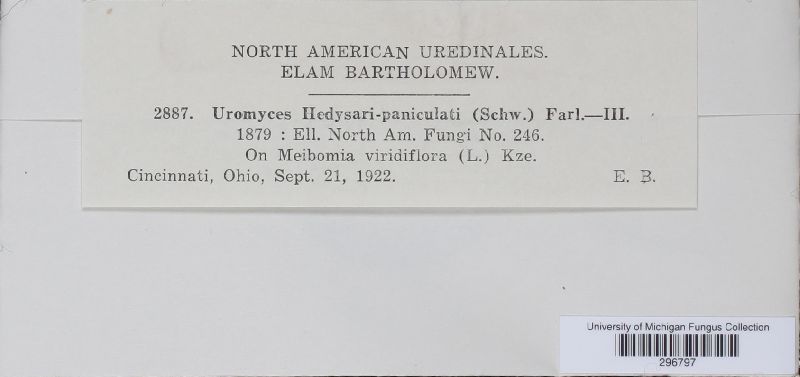 NORTH AMERICAN UREDINALES.
ELAM BARTHOLOMEW.
2887. Uromyces Hedysari-paniculati (Schw.) Farl.—III.
1879 : Ell. North Am. Fungi No. 246.
On Meibomia viridiflora (L.) Kze.
Cincinnati, Ohio, Sept. 21, 1922. E. B.
University of Michigan Fungus Collection
296797